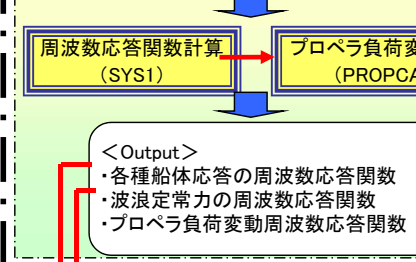 周波数応答関数計算
（SYS1）
プロペラ負荷変
（PROPCA
＜Output＞
・各種船体応答の周波数応答関数
・波浪定常力の周波数応答関数
・プロペラ負荷変動周波数応答関数